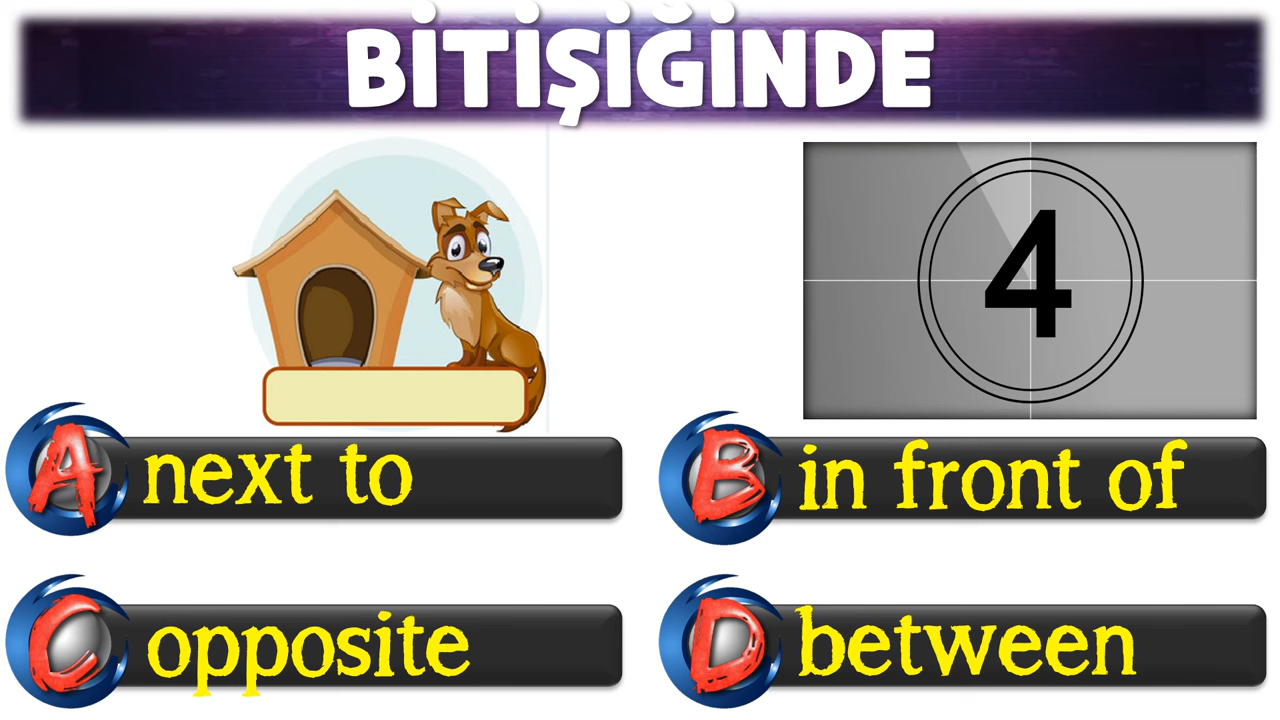 BİTİŞİĞİNDE
4
A next to
B in front of
C opposite
D between